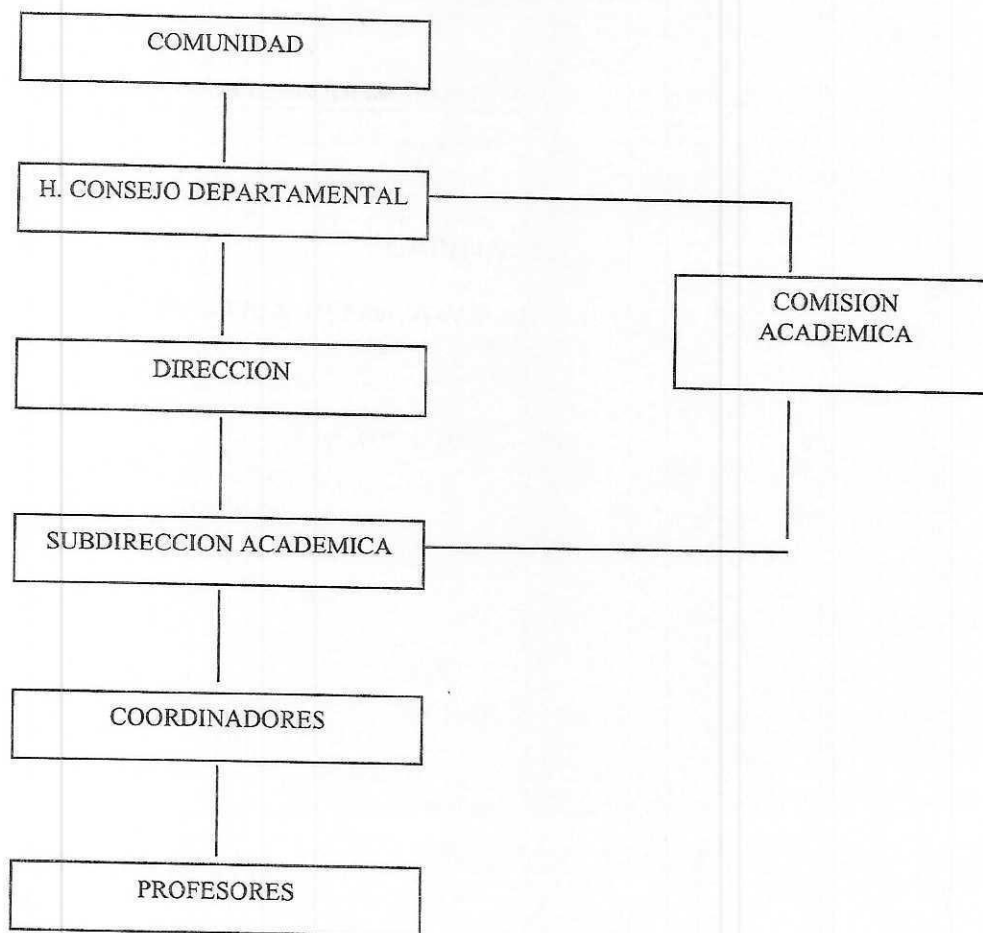 COMUNIDAD
H. CONSEJO DEPARTAMENTAL
COMISION
ACADEMICA
DIRECCION
SUBDIRECCION ACADEMICA
COORDINADORES
PROFESORES